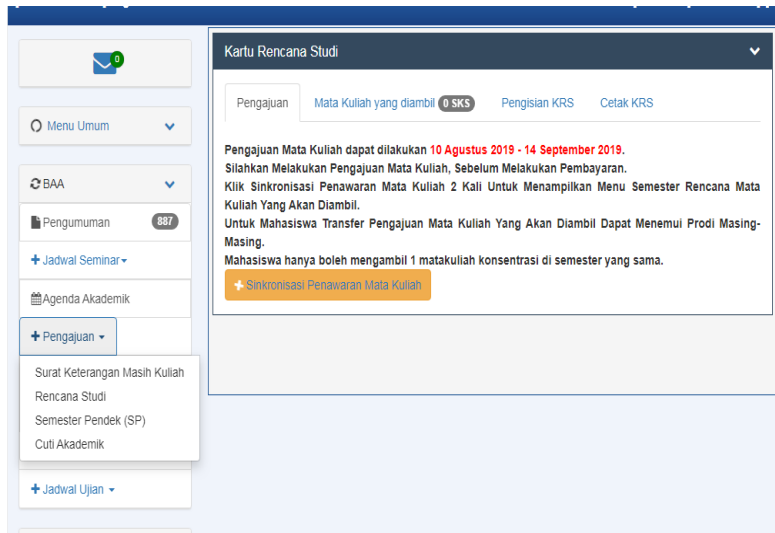 0
Menu Umum
BAA
Pengumuman 887
Jadwal Seminar
Agenda Akademik
Pengajuan
Surat Keterangan Masih Kuliah
Rencana Studi
Semester Pendek (SP)
Cuti Akademik
Jadwal Ujian
Kartu Rencana Studi
Pengajuan Mata Kuliah yang diambil 0 SKS Pengisian KRS Cetak KRS
Pengajuan Mata Kuliah dapat dilakukan 10 Agustus 2019 - 14 September 2019.
Silahkan Melakukan Pengajuan Mata Kuliah, Sebelum Melakukan Pembayaran.
Klik Sinkronisasi Penawaran Mata Kuliah 2 Kali Untuk Menampilkan Menu Semester Rencana Mata
Kuliah Yang Akan Diambil.
Untuk Mahasiswa Transfer Pengajuan Mata Kuliah Yang Akan Diambil Dapat Menemui Prodi Masing-
Masing.
Mahasiswa hanya boleh mengambil 1 matakuliah konsentrasi di semester yang sama.
+ Sinkronisasi Penawaran Mata Kuliah